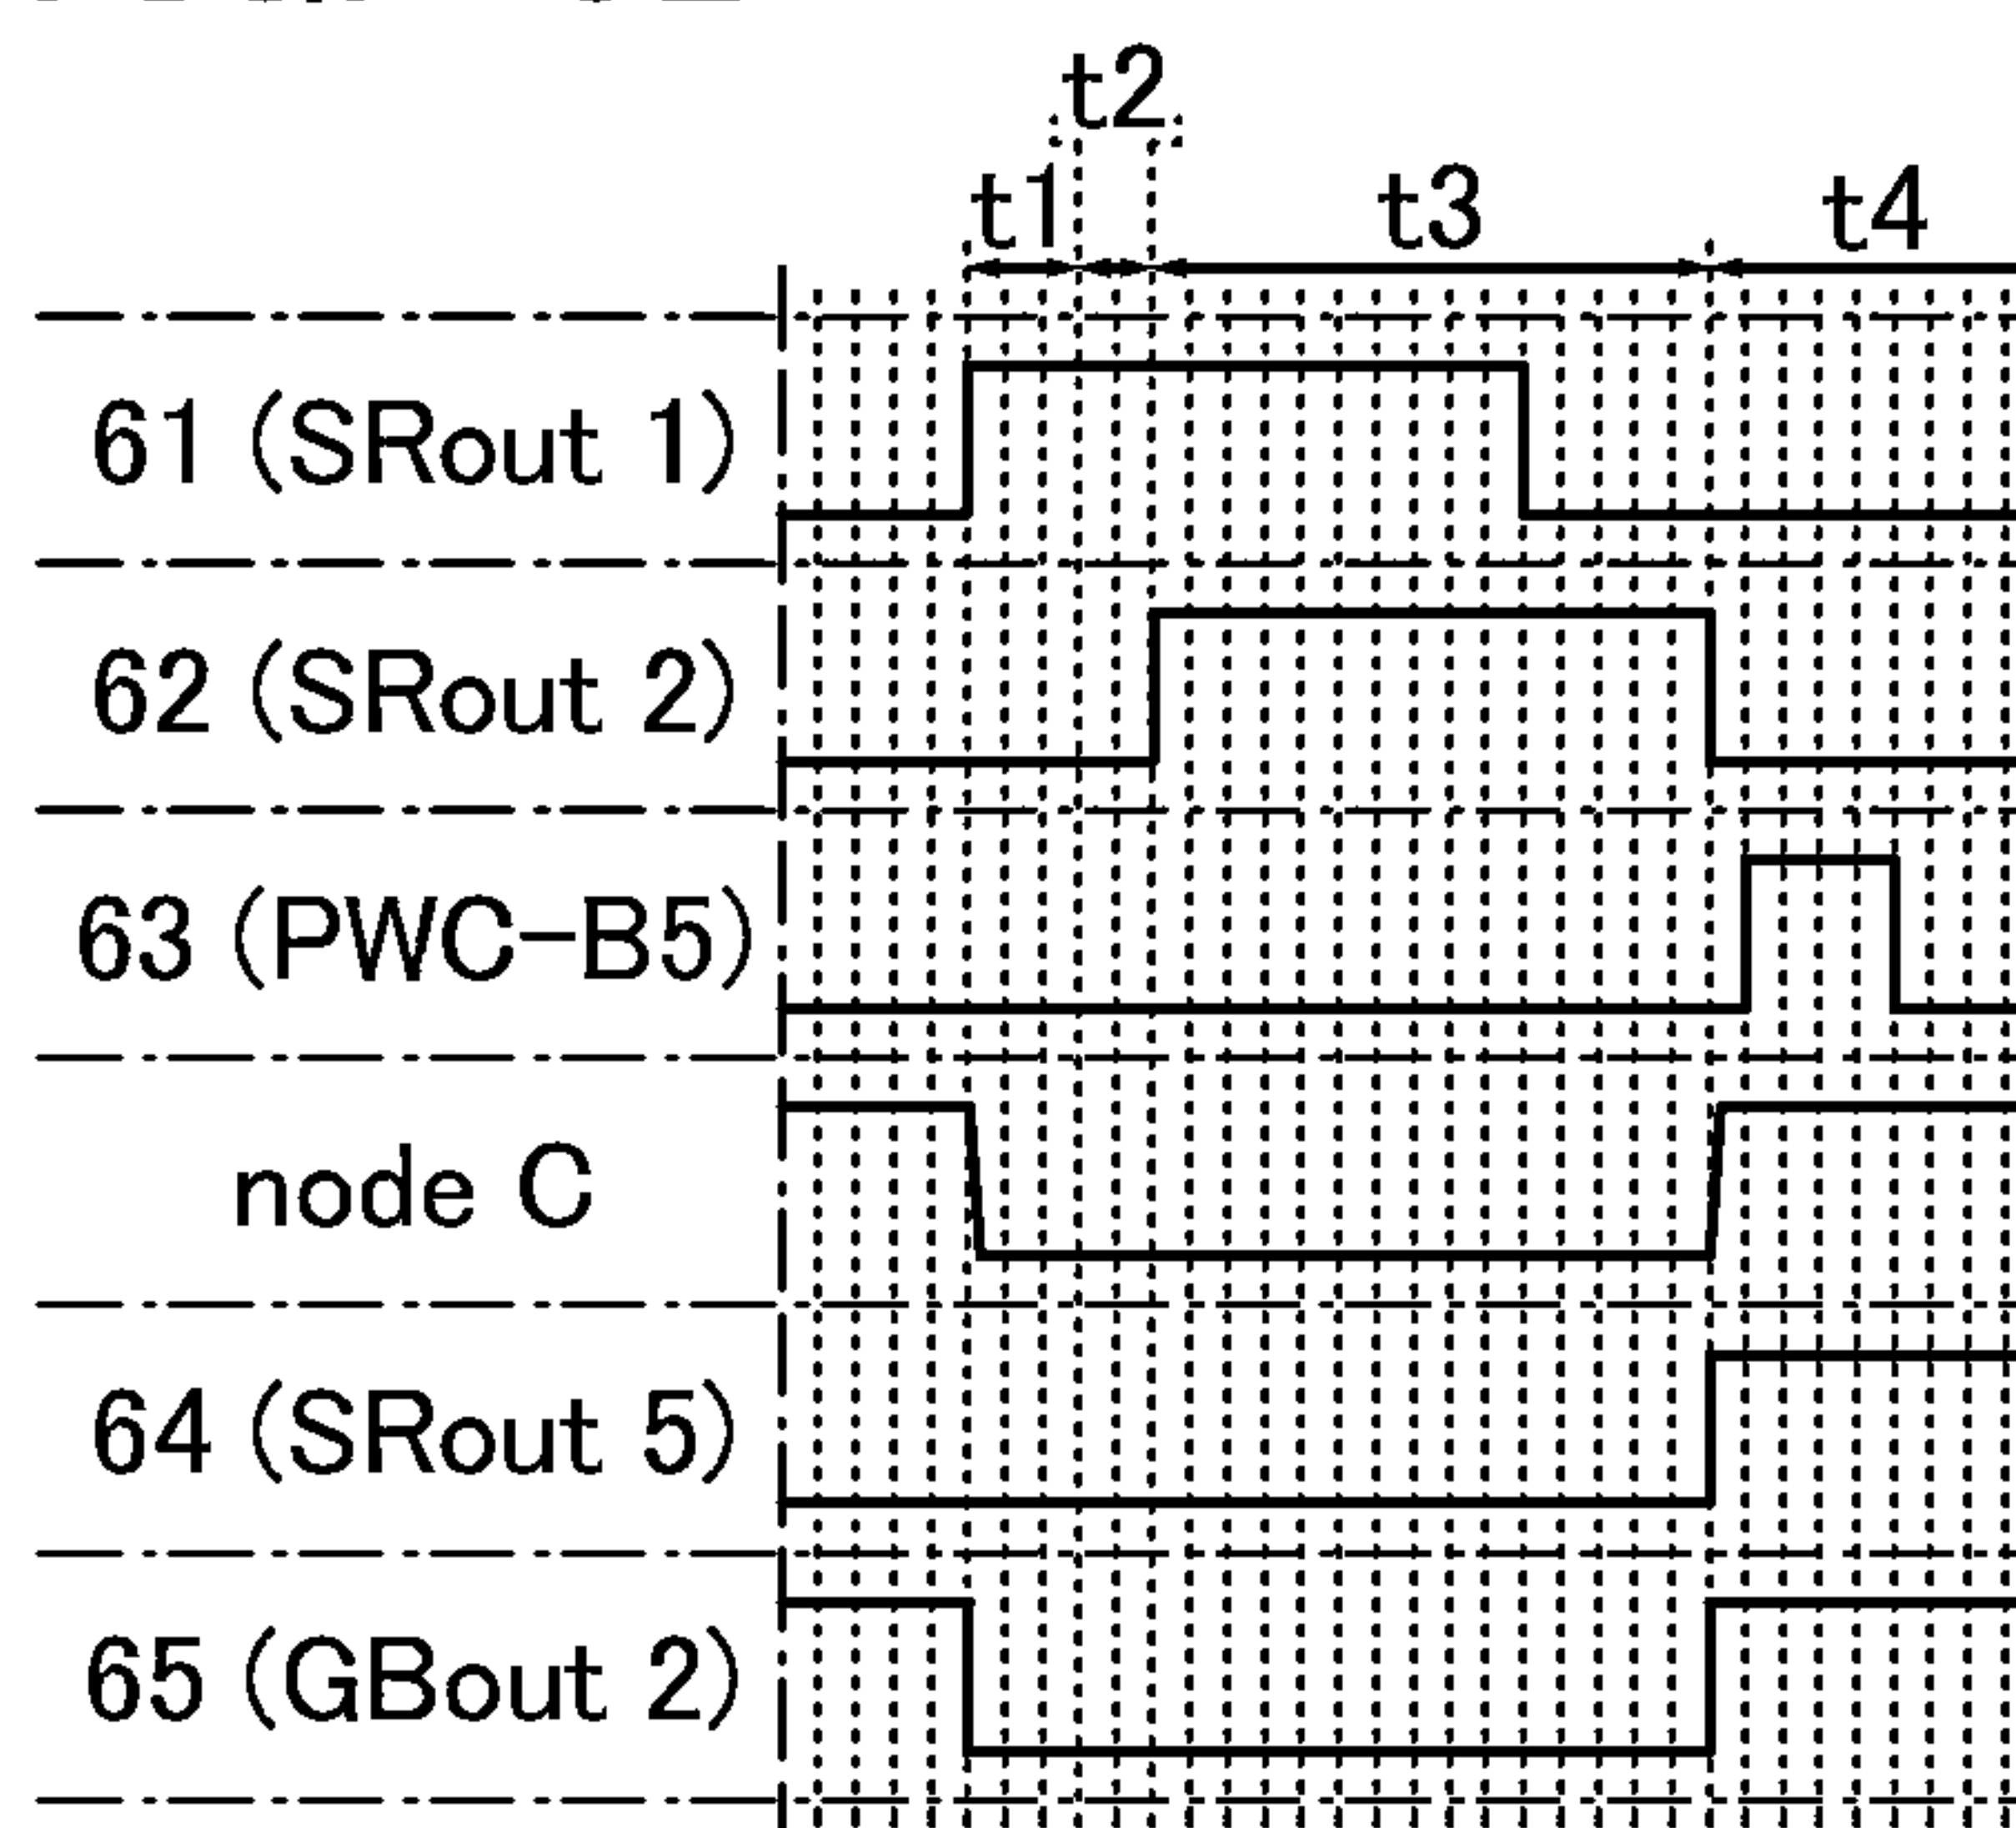 t2
t1
t3
t4
61 (SRout 1)
62 (SRout 2)
63 (PWC-B5)
node C
64 (SRout 5)
65 (GBout 2)